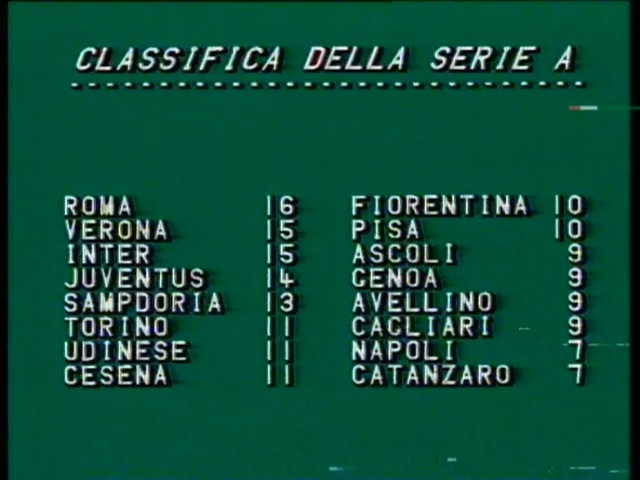 CLASSIFICA DELLA SERIE A
ROMA 16
VERONA 15
INTER 15
JUVENTUS 14
SAMPDORIA 13
TORINO 11
UDINESE 11
CESENA 11
FIORENTINA 10
PISA 10
ASCOLI 9
GENOA 9
AVELLINO 9
CAGLIARI 9
NAPOLI 7
CATANZARO 7